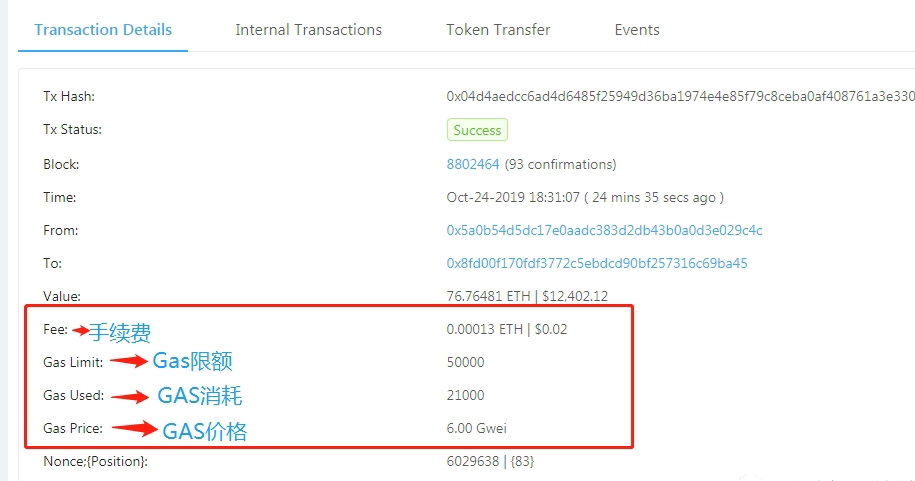 Transaction Details Internal Transactions Token Transfer Events
Tx Hash: 0x04d4aedcc6ad4d6485f25949d36ba1974e4e85f79c8ceba0af408761a3e330
Tx Status: Success
Block: 8802464 (93 confirmations)
Time: Oct-24-2019 18:31:07 ( 24 mins 35 secs ago )
From: 0x5a0b54d5dc17e0aadc383d2db43b0a0d3e029c4c
To: 0x8fd00f170fdf3772c5ebdcd90bf257316c69ba45
Value: 76.76481 ETH | $12,402.12
Fee: 手续费 0.00013 ETH | $0.02
Gas Limit: Gas限额 50000
Gas Used: GAS消耗 21000
Gas Price: GAS价格 6.00 Gwei
Nonce;{Position}: 6029638 | {83}